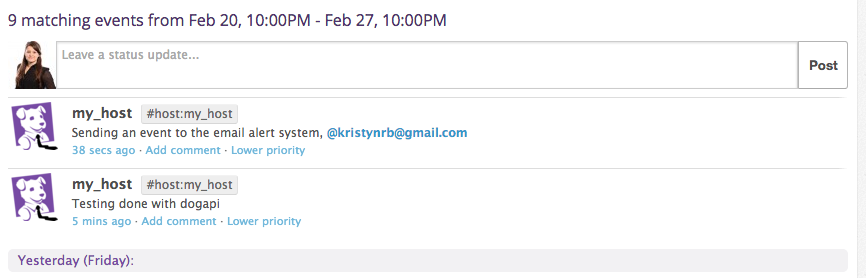 9 matching events from Feb 20, 10:00PM - Feb 27, 10:00PM
Leave a status update...
Post
my_host #host:my_host
Sending an event to the email alert system, @kristynrb@gmail.com
38 secs ago · Add comment · Lower priority
my_host #host:my_host
Testing done with dogapi
5 mins ago · Add comment · Lower priority
Yesterday (Friday):